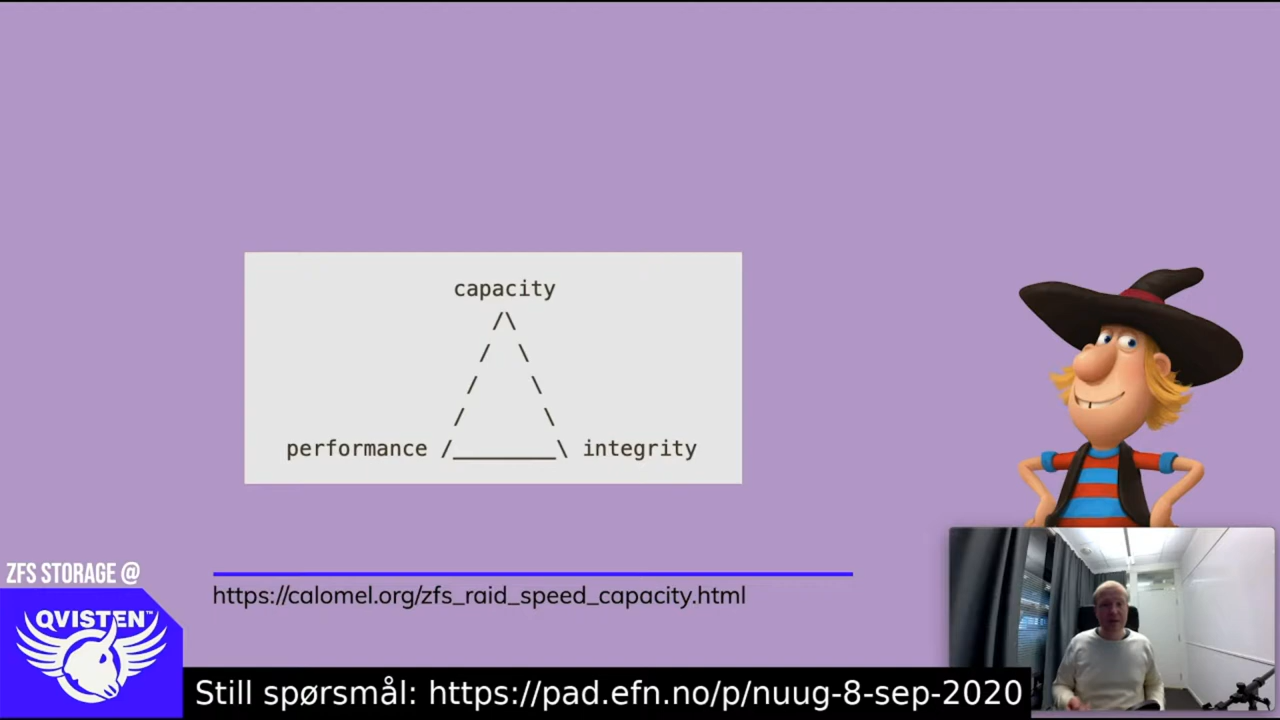 capacity
/\
/ \
/ \
/ \
performance /_________\ integrity
https://calomel.org/zfs_raid_speed_capacity.html
ZFS STORAGE @
QVISTEN™
Still spørsmål: https://pad.efn.no/p/nuug-8-sep-2020